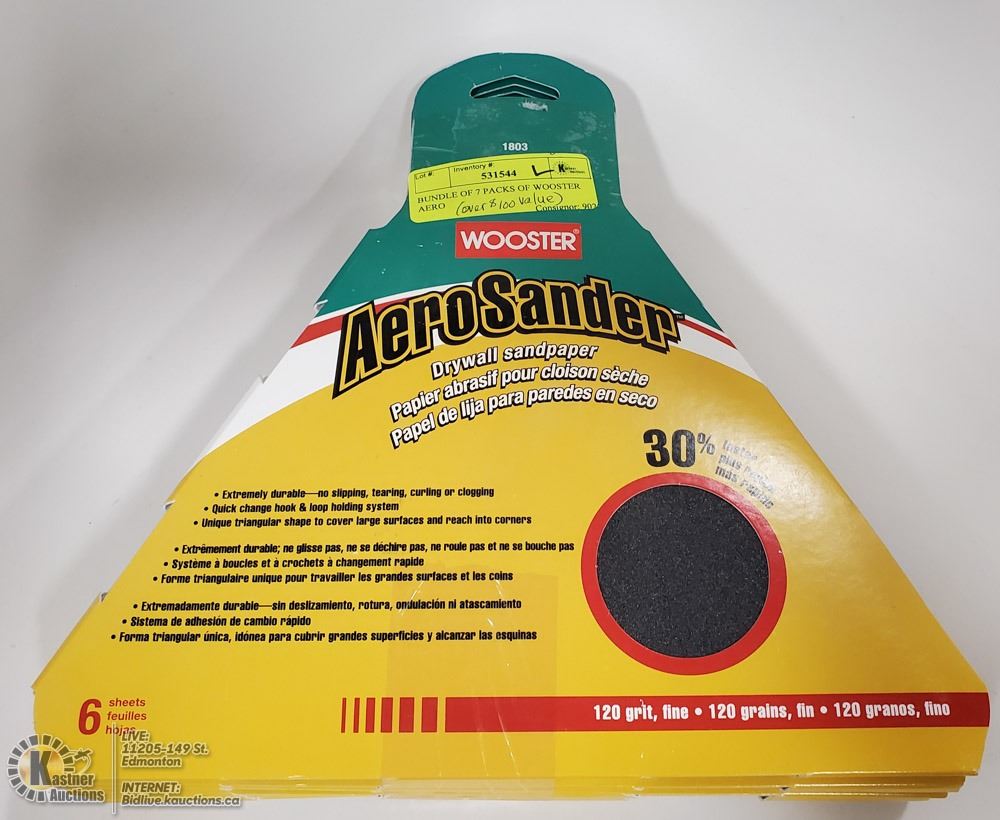 1803
Lot #: Inventory #:
531544
BUNDLE OF 7 PACKS OF WOOSTER
AERO (over $100 value)
Consignor:
WOOSTER®
AeroSander™
Drywall sandpaper
Papier abrasif pour cloison sèche
Papel de lija para paredes en seco
30% faster
plus rapide
más rápido
• Extremely durable—no slipping, tearing, curling or clogging
• Quick change hook & loop holding system
• Unique triangular shape to cover large surfaces and reach into corners
• Extrêmement durable; ne glisse pas, ne se déchire pas, ne roule pas et ne se bouche pas
• Système à boucles et à crochets à changement rapide
• Forme triangulaire unique pour travailler les grandes surfaces et les coins
• Extremadamente durable—sin deslizamiento, rotura, ondulación ni atascamiento
• Sistema de adhesión de cambio rápido
• Forma triangular única, idónea para cubrir grandes superficies y alcanzar las esquinas
6 sheets
feuilles
hojas
120 grit, fine • 120 grains, fin • 120 granos, fino
Kastner
Auctions
LIVE:
11205-149 St.
Edmonton
INTERNET:
Bidlive.kauctions.ca